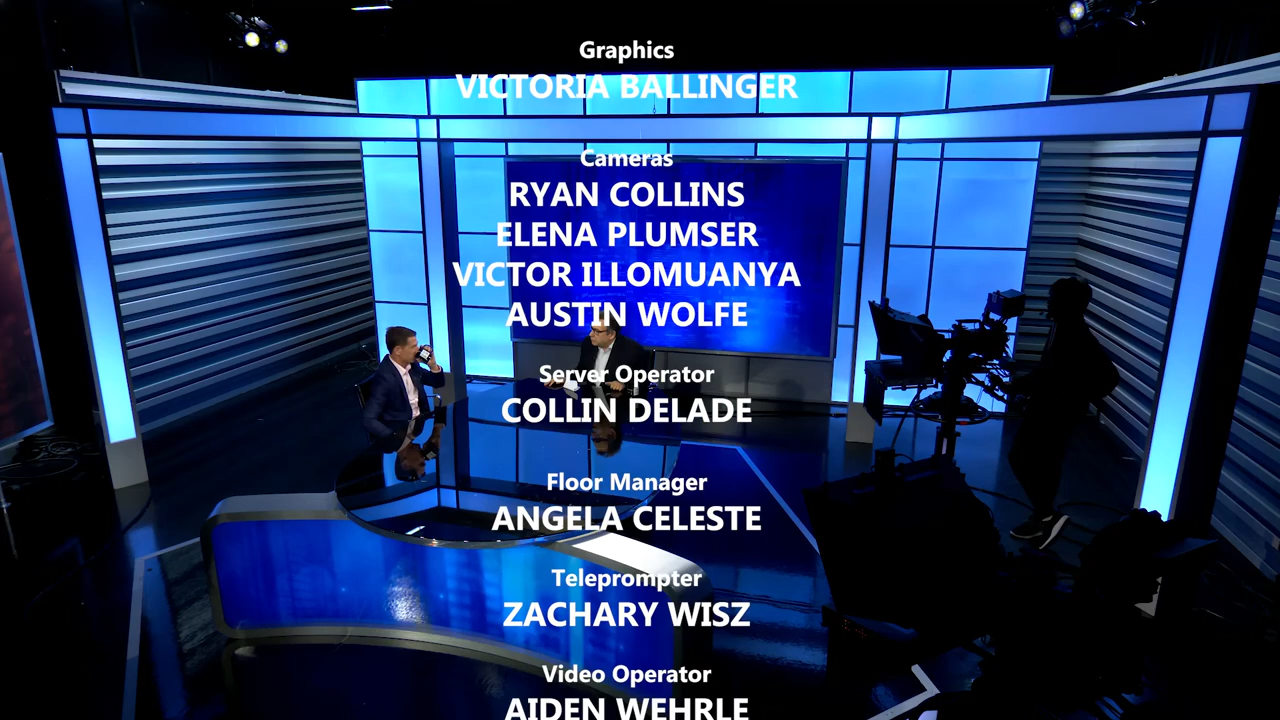 Graphics
VICTORIA BALLINGER
Cameras
RYAN COLLINS
ELENA PLUMSER
VICTOR ILLOMUANYA
AUSTIN WOLFE
Server Operator
COLLIN DELADE
Floor Manager
ANGELA CELESTE
Teleprompter
ZACHARY WISZ
Video Operator
AIDEN WEHRLE